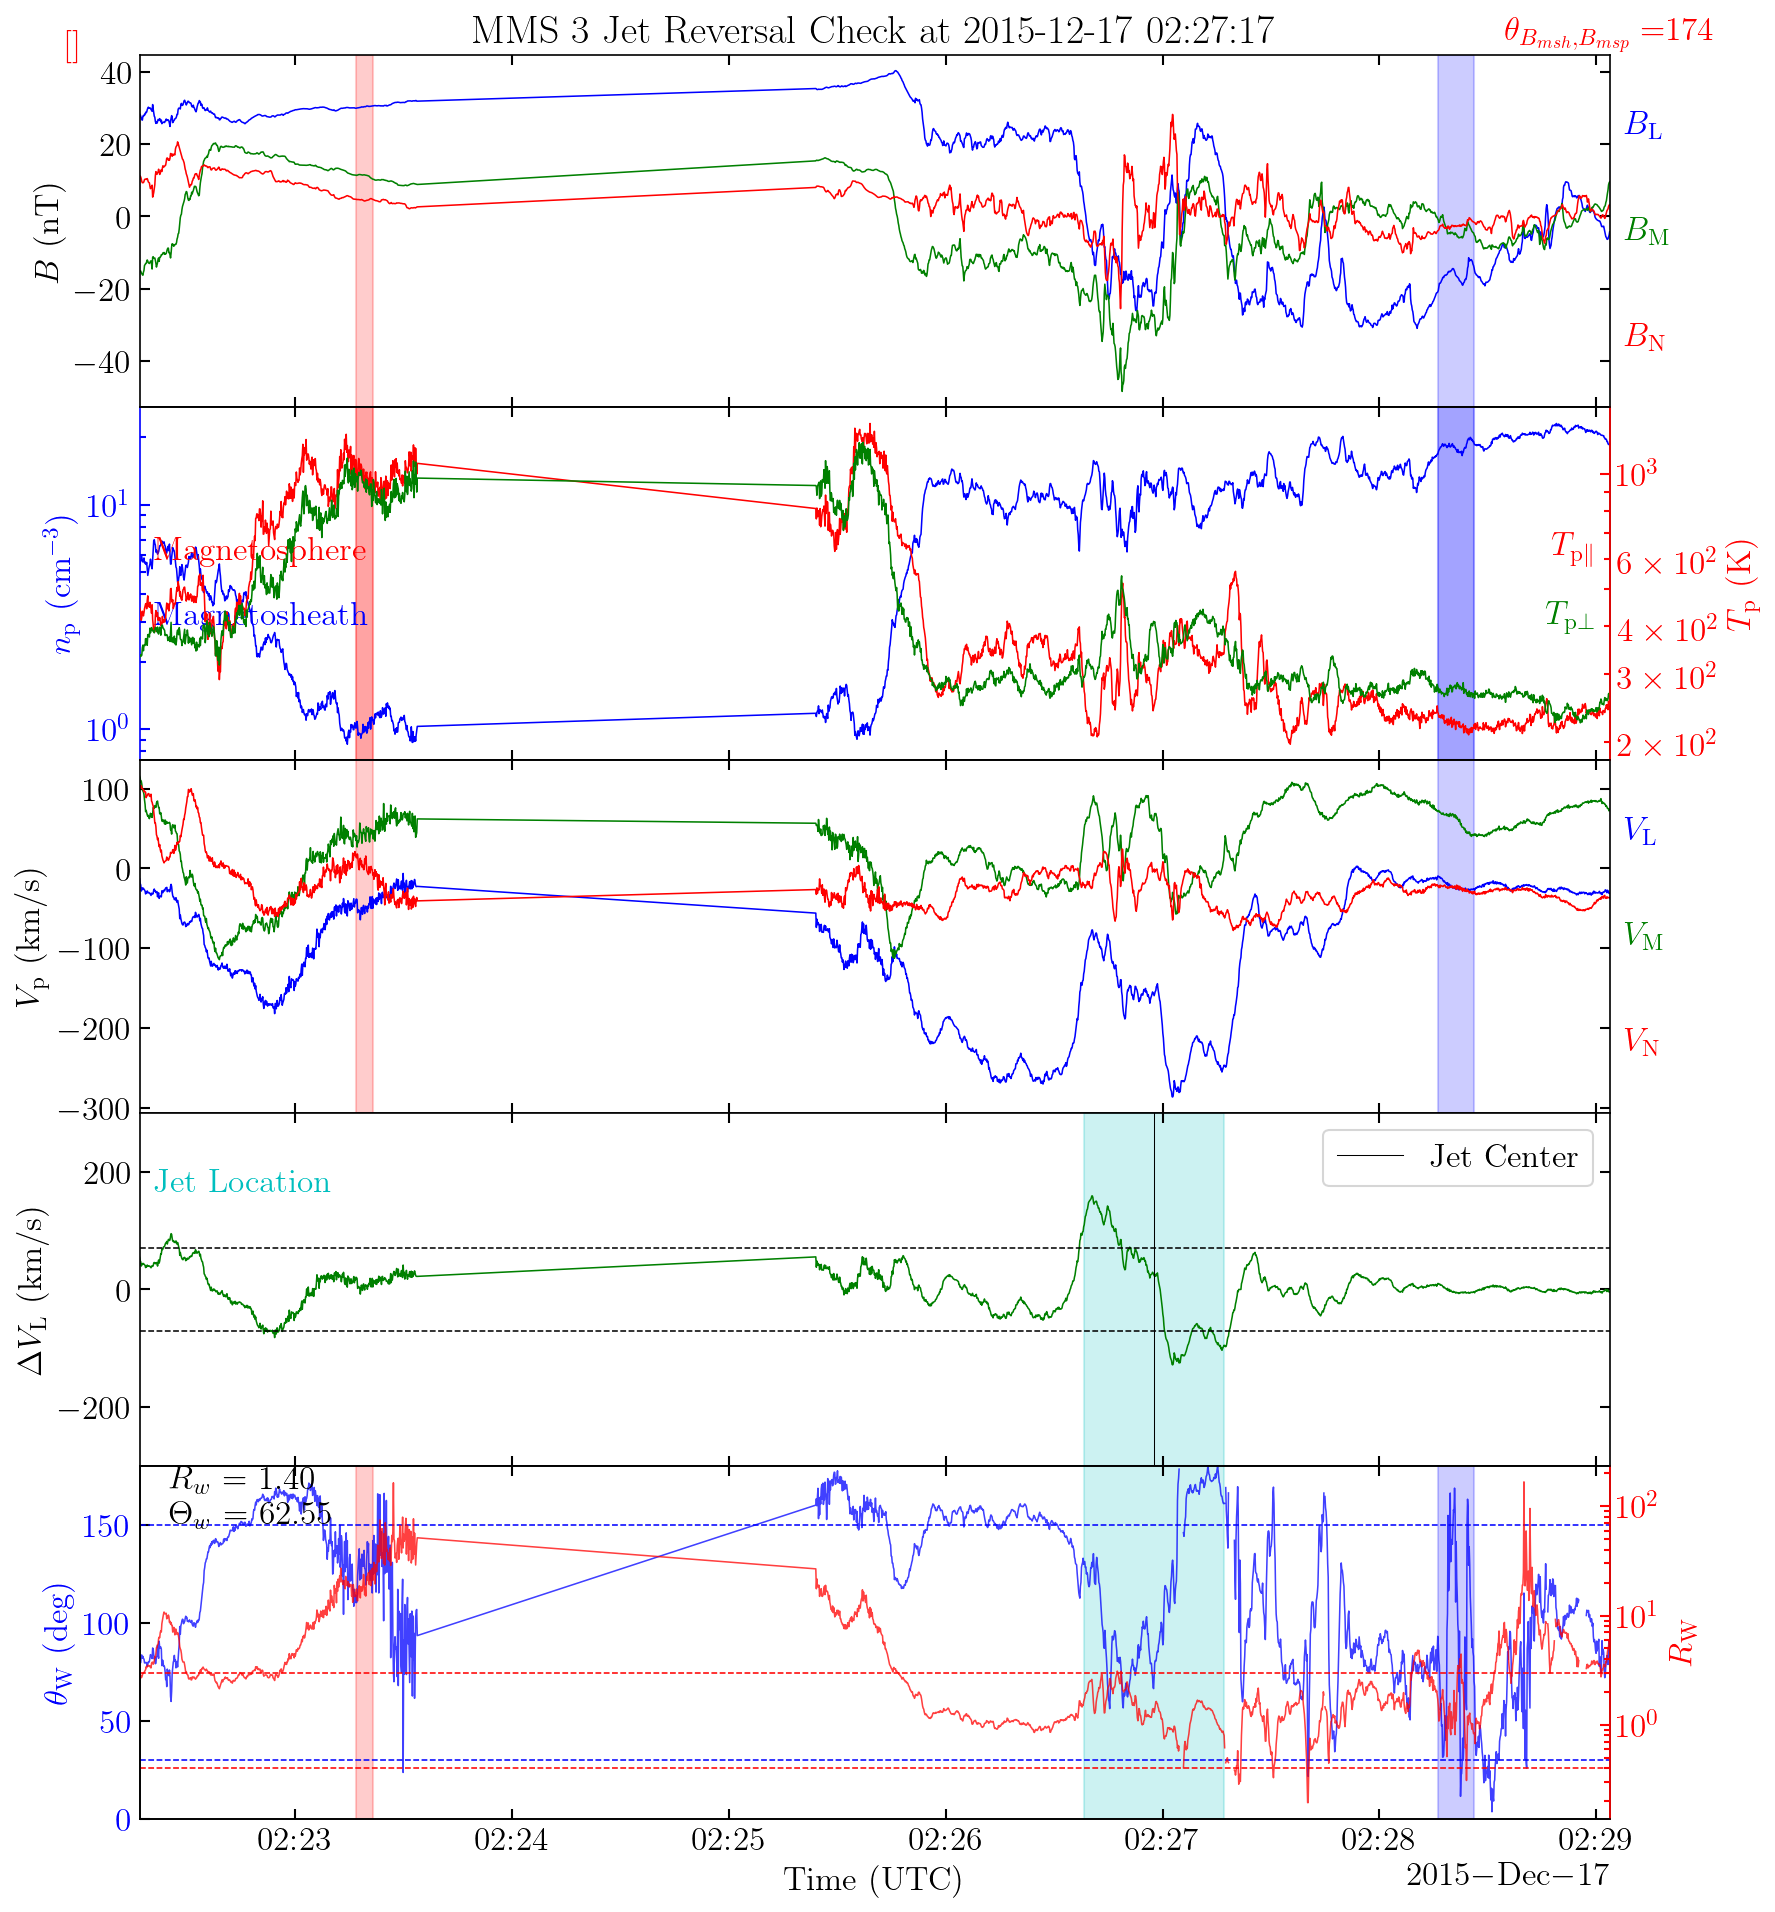 MMS 3 Jet Reversal Check at 2015-12-17 02:27:17
θ_{B_{msh},B_{msp}} =174
[]
40
20
0
−20
−40
B (nT)
B_L
B_M
B_N
10^1
10^0
n_p (cm^{−3})
Magnetosphere
Magnetosheath
T_{p∥}
T_{p⊥}
10^3
6 × 10^2
4 × 10^2
3 × 10^2
2 × 10^2
T_p (K)
100
0
−100
−200
−300
V_p (km/s)
V_L
V_M
V_N
200
0
−200
ΔV_L (km/s)
Jet Location
Jet Center
R_w = 1.40
Θ_w = 62.55
150
100
50
0
θ_W (deg)
10^2
10^1
10^0
R_W
02:23
02:24
02:25
02:26
02:27
02:28
02:29
Time (UTC)
2015−Dec−17